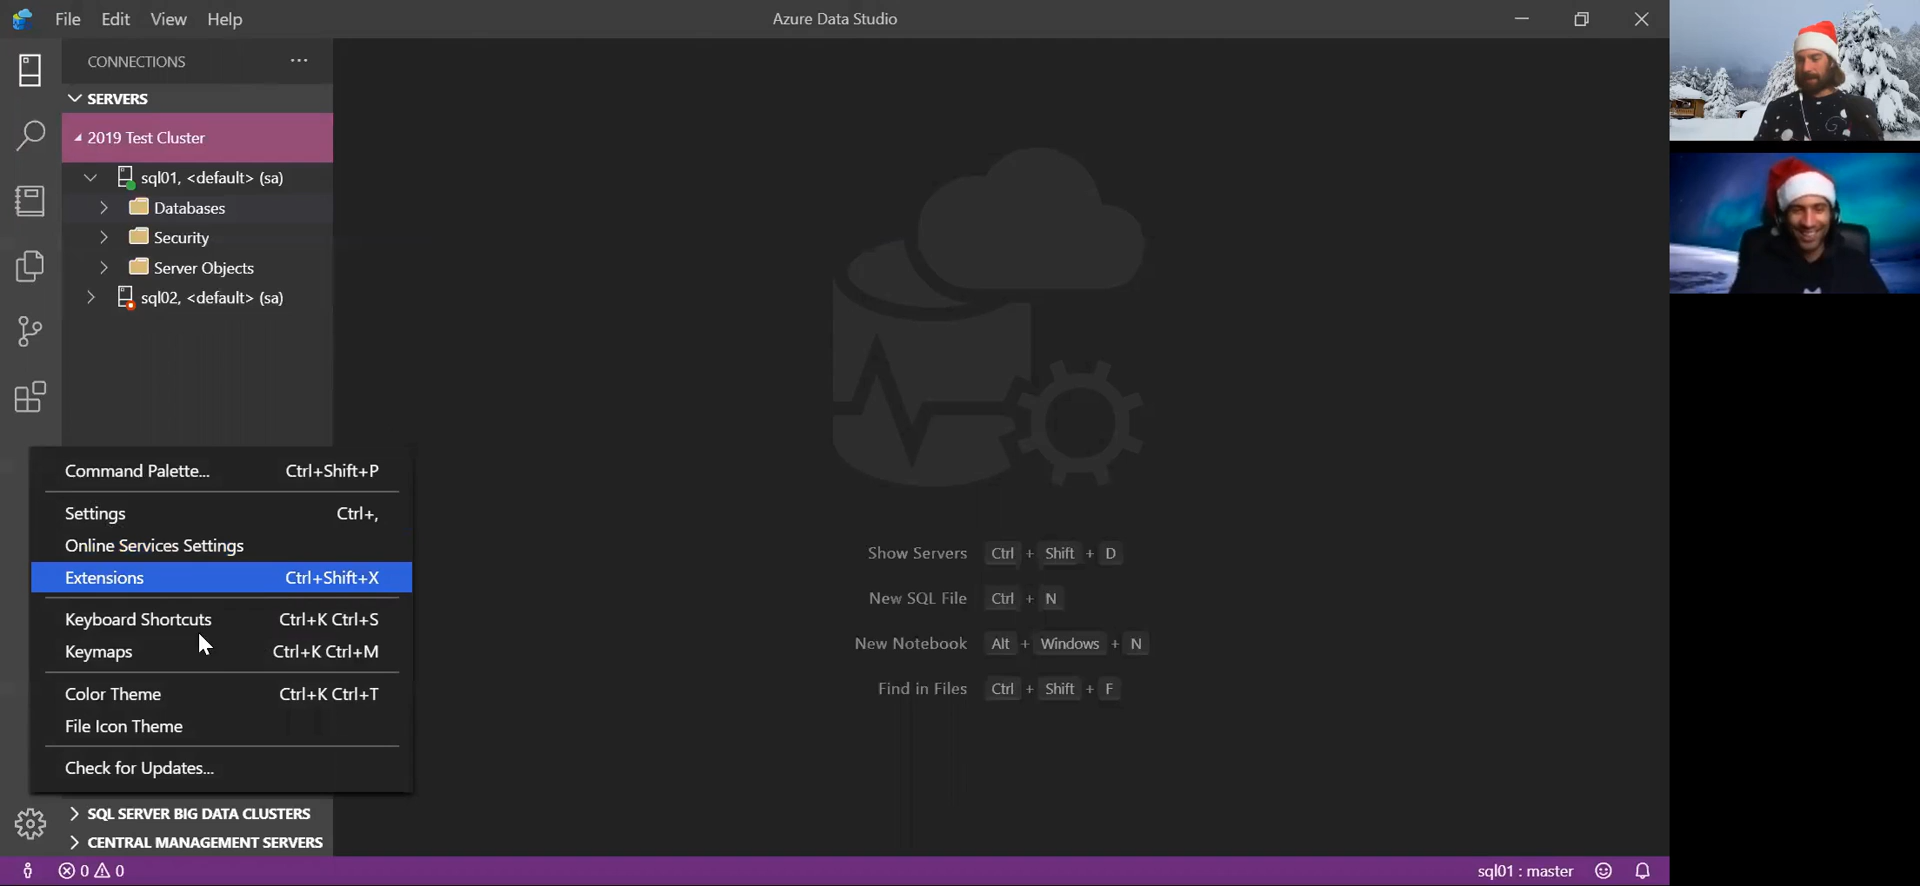 File Edit View Help
Azure Data Studio
CONNECTIONS ...
SERVERS
2019 Test Cluster
sql01, <default> (sa)
Databases
Security
Server Objects
sql02, <default> (sa)
Command Palette... Ctrl+Shift+P
Settings Ctrl+,
Online Services Settings
Extensions Ctrl+Shift+X
Keyboard Shortcuts Ctrl+K Ctrl+S
Keymaps Ctrl+K Ctrl+M
Color Theme Ctrl+K Ctrl+T
File Icon Theme
Check for Updates...
SQL SERVER BIG DATA CLUSTERS
CENTRAL MANAGEMENT SERVERS
Show Servers Ctrl + Shift + D
New SQL File Ctrl + N
New Notebook Alt + Windows + N
Find in Files Ctrl + Shift + F
0 0
sql01 : master